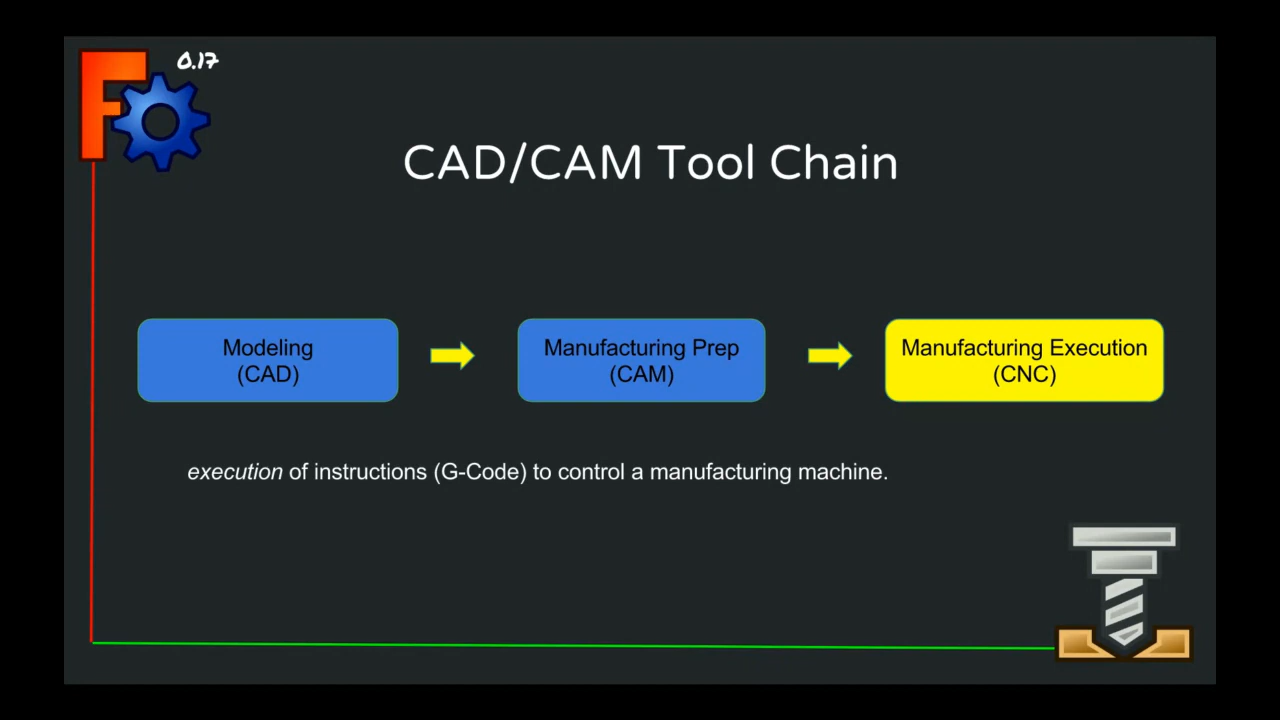 0.17
CAD/CAM Tool Chain
Modeling
(CAD)
Manufacturing Prep
(CAM)
Manufacturing Execution
(CNC)
execution of instructions (G-Code) to control a manufacturing machine.